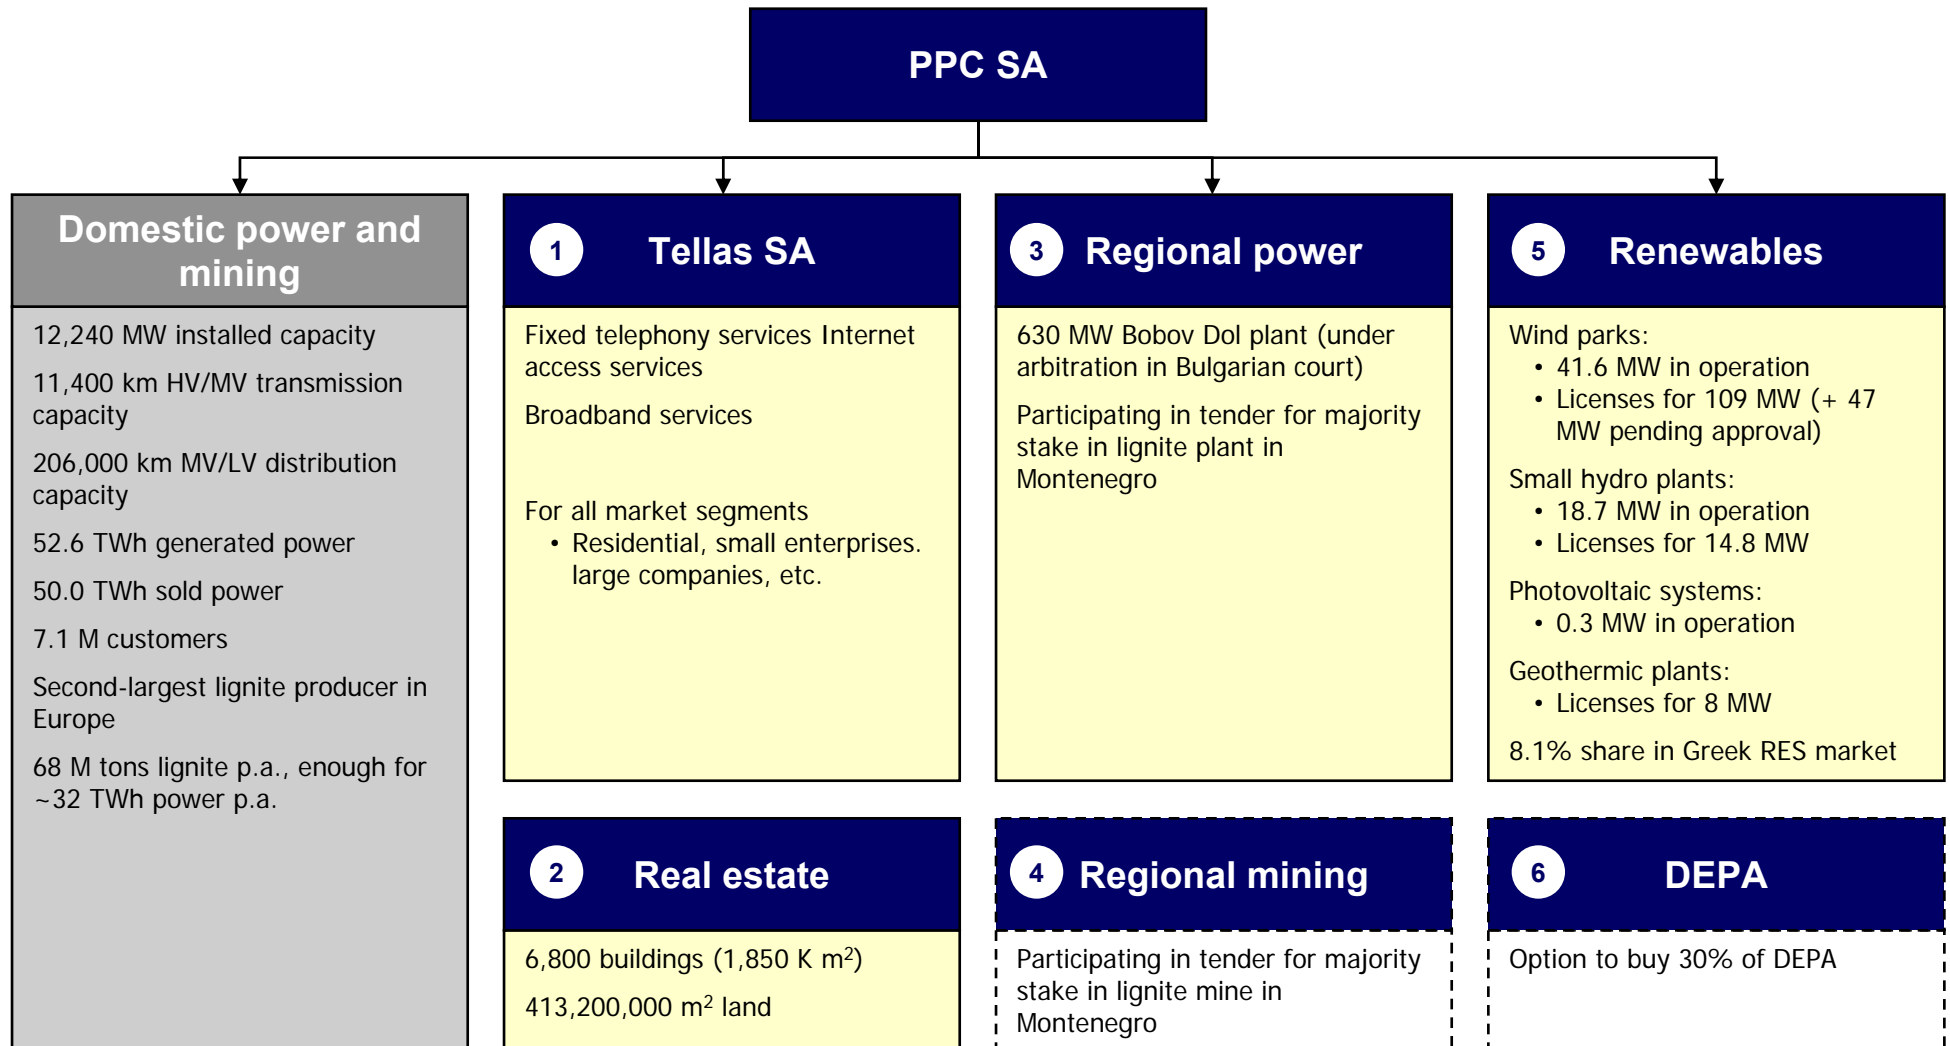 PPC SA
Domestic power and
mining
12,240 MW installed capacity
11,400 km HV/MV transmission
capacity
206,000 km MV/LV distribution
capacity
52.6 TWh generated power
50.0 TWh sold power
7.1 M customers
Second-largest lignite producer in
Europe
68 M tons lignite p.a., enough for
~32 TWh power p.a.
1 Tellas SA
Fixed telephony services Internet
access services
Broadband services
For all market segments
• Residential, small enterprises.
large companies, etc.
2 Real estate
6,800 buildings (1,850 K m²)
413,200,000 m² land
3 Regional power
630 MW Bobov Dol plant (under
arbitration in Bulgarian court)
Participating in tender for majority
stake in lignite plant in
Montenegro
4 Regional mining
Participating in tender for majority
stake in lignite mine in
Montenegro
5 Renewables
Wind parks:
• 41.6 MW in operation
• Licenses for 109 MW (+ 47
MW pending approval)
Small hydro plants:
• 18.7 MW in operation
• Licenses for 14.8 MW
Photovoltaic systems:
• 0.3 MW in operation
Geothermic plants:
• Licenses for 8 MW
8.1% share in Greek RES market
6 DEPA
Option to buy 30% of DEPA